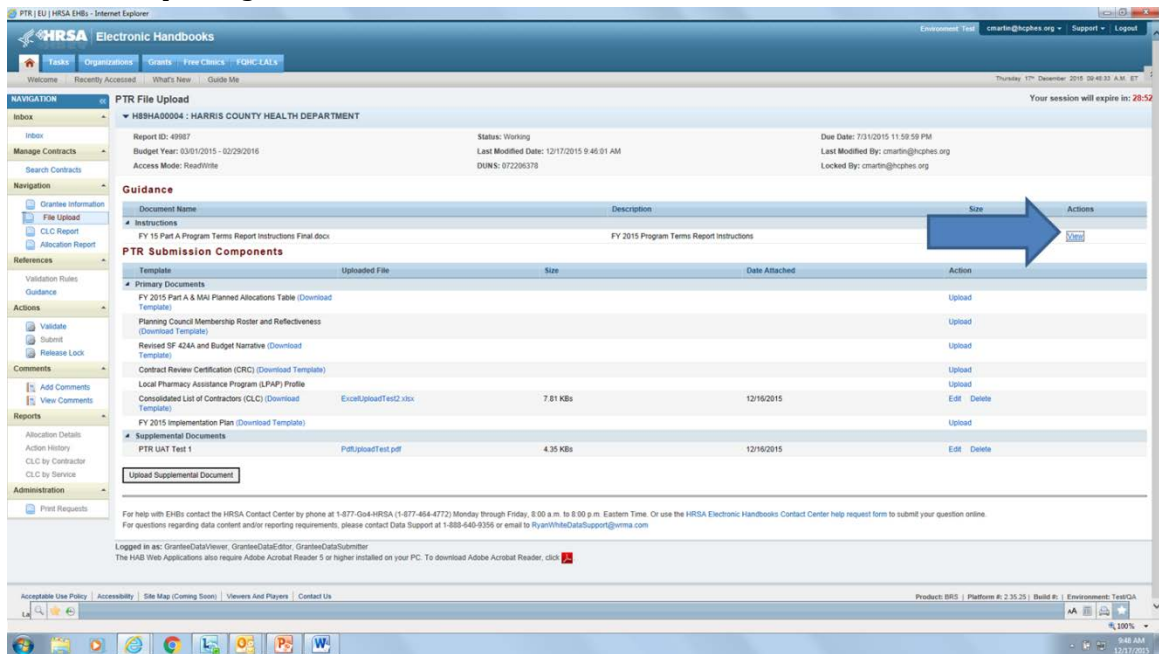 PTR | EU | HRSA EHBs - Internet Explorer
HRSA Electronic Handbooks
Environment: Test cmartin@hcphes.org Support Logout
Tasks Organizations Grants Free Clinics FQHC-LALs
Welcome Recently Accessed What's New Guide Me
Thursday 17th December 2015 09:48:33 A.M. ET
NAVIGATION
PTR File Upload
Your session will expire in: 28:52
Inbox
H89HA00004 : HARRIS COUNTY HEALTH DEPARTMENT
Inbox
Report ID: 49987 Status: Working Due Date: 7/31/2015 11:59:59 PM
Manage Contracts
Budget Year: 03/01/2015 - 02/29/2016 Last Modified Date: 12/17/2015 9:46:01 AM Last Modified By: cmartin@hcphes.org
Search Contracts
Access Mode: ReadWrite DUNS: 072206378 Locked By: cmartin@hcphes.org
Navigation
Guidance
Grantee Information
Document Name Description Size Actions
File Upload
Instructions
CLC Report
FY 15 Part A Program Terms Report Instructions Final docx FY 2015 Program Terms Report Instructions View
Allocation Report
PTR Submission Components
References
Template Uploaded File Size Date Attached Action
Validation Rules
Primary Documents
Guidance
FY 2015 Part A & MAI Planned Allocations Table (Download Template) Upload
Actions
Validate
Planning Council Membership Roster and Reflectiveness (Download Template) Upload
Submit
Revised SF 424A and Budget Narrative (Download Template) Upload
Release Lock
Comments
Contract Review Certification (CRC) (Download Template) Upload
Add Comments
Local Pharmacy Assistance Program (LPAP) Profile Upload
View Comments
Consolidated List of Contractors (CLC) (Download Template) ExcelUploadTest2.xlsx 7.81 KBs 12/16/2015 Edit Delete
Reports
FY 2015 Implementation Plan (Download Template) Upload
Allocation Details
Supplemental Documents
Action History
PTR UAT Test 1 PdfUploadTest.pdf 4.35 KBs 12/16/2015 Edit Delete
CLC by Contractor
CLC by Service
Upload Supplemental Document
Administration
Print Requests
For help with EHBs contact the HRSA Contact Center by phone at 1-877-Go4-HRSA (1-877-464-4772) Monday through Friday, 8:00 a.m. to 8:00 p.m. Eastern Time. Or use the HRSA Electronic Handbooks Contact Center help request form to submit your question online.
For questions regarding data content and/or reporting requirements, please contact Data Support at 1-888-640-9356 or email to RyanWhiteDataSupport@wrma.com
Logged in as: GranteeDataViewer, GranteeDataEditor, GranteeDataSubmitter
The HAB Web Applications also require Adobe Acrobat Reader 5 or higher installed on your PC. To download Adobe Acrobat Reader, click
Acceptable Use Policy Accessibility Site Map (Coming Soon) Viewers And Players Contact Us
Product: BRS | Platform #: 2.35.25 | Build #: | Environment: Test/QA
La
100%
9:48 AM
12/17/2015